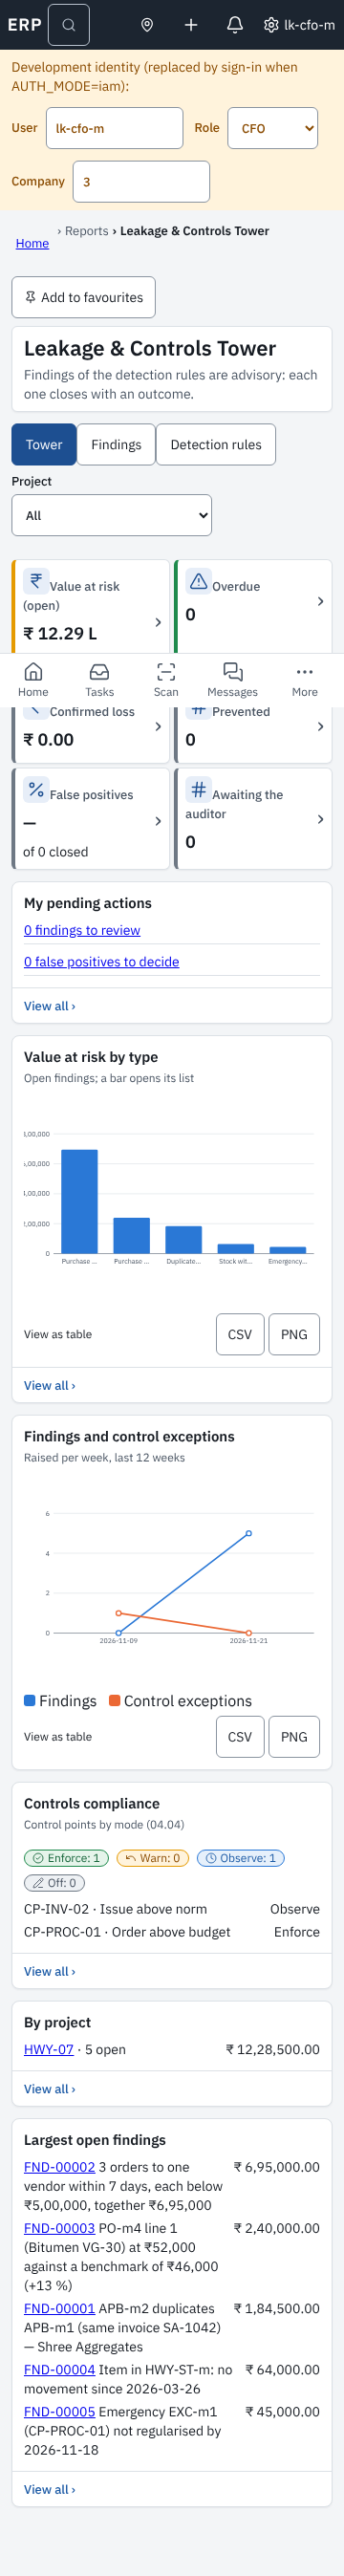 ERP
lk-cfo-m
Development identity (replaced by sign-in when
AUTH_MODE=iam):
User lk-cfo-m Role CFO
Company 3
Home › Reports › Leakage & Controls Tower
Add to favourites
Leakage & Controls Tower
Findings of the detection rules are advisory: each
one closes with an outcome.
Tower Findings Detection rules
Project
All
Value at risk
(open)
₹ 12.29 L
Overdue
0
Home Tasks Scan Messages More
Confirmed loss
₹ 0.00
Prevented
0
False positives
—
of 0 closed
Awaiting the
auditor
0
My pending actions
0 findings to review
0 false positives to decide
View all ›
Value at risk by type
Open findings; a bar opens its list
,00,000
,00,000
,00,000
2,00,000
0
Purchase ... Purchase ... Duplicate... Stock wit... Emergency...
View as table CSV PNG
View all ›
Findings and control exceptions
Raised per week, last 12 weeks
6
4
2
0
2026-11-09 2026-11-21
Findings Control exceptions
View as table CSV PNG
Controls compliance
Control points by mode (04.04)
Enforce: 1 Warn: 0 Observe: 1
Off: 0
CP-INV-02 · Issue above norm Observe
CP-PROC-01 · Order above budget Enforce
View all ›
By project
HWY-07 · 5 open ₹ 12,28,500.00
View all ›
Largest open findings
FND-00002 3 orders to one ₹ 6,95,000.00
vendor within 7 days, each below
₹5,00,000, together ₹6,95,000
FND-00003 PO-m4 line 1 ₹ 2,40,000.00
(Bitumen VG-30) at ₹52,000
against a benchmark of ₹46,000
(+13 %)
FND-00001 APB-m2 duplicates ₹ 1,84,500.00
APB-m1 (same invoice SA-1042)
— Shree Aggregates
FND-00004 Item in HWY-ST-m: no ₹ 64,000.00
movement since 2026-03-26
FND-00005 Emergency EXC-m1 ₹ 45,000.00
(CP-PROC-01) not regularised by
2026-11-18
View all ›